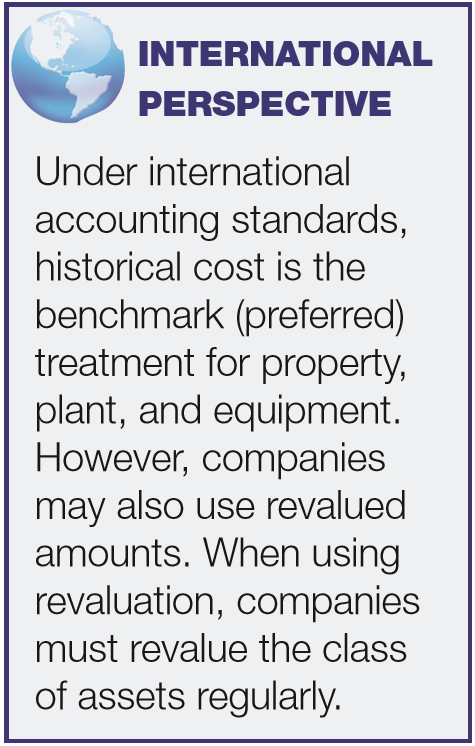 INTERNATIONAL
PERSPECTIVE
Under international
accounting standards,
historical cost is the
benchmark (preferred)
treatment for property,
plant, and equipment.
However, companies
may also use revalued
amounts. When using
revaluation, companies
must revalue the class
of assets regularly.